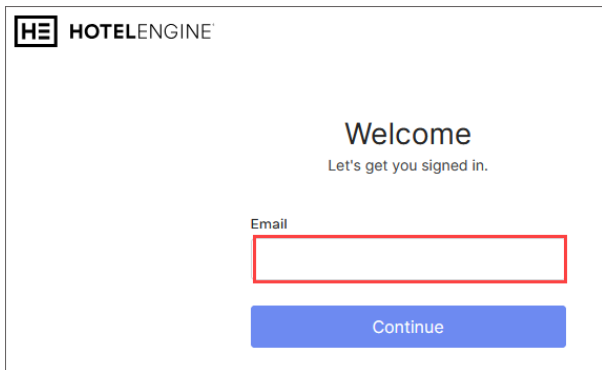 HE HOTELENGINE
Welcome
Let's get you signed in.
Email
Continue